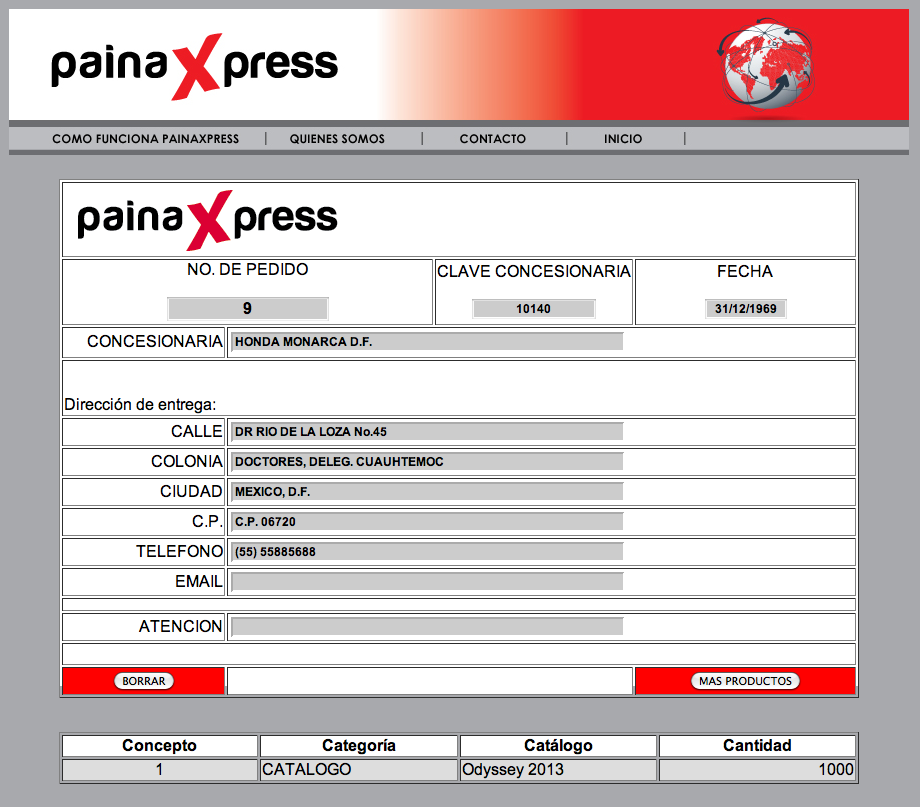 painaXpress
COMO FUNCIONA PAINAXPRESS | QUIENES SOMOS | CONTACTO | INICIO |
painaXpress
NO. DE PEDIDO CLAVE CONCESIONARIA FECHA
9 10140 31/12/1969
CONCESIONARIA HONDA MONARCA D.F.
Dirección de entrega:
CALLE DR RIO DE LA LOZA No.45
COLONIA DOCTORES, DELEG. CUAUHTEMOC
CIUDAD MEXICO, D.F.
C.P. C.P. 06720
TELEFONO (55) 55885688
EMAIL
ATENCION
BORRAR MAS PRODUCTOS
Concepto Categoría Catálogo Cantidad
1 CATALOGO Odyssey 2013 1000